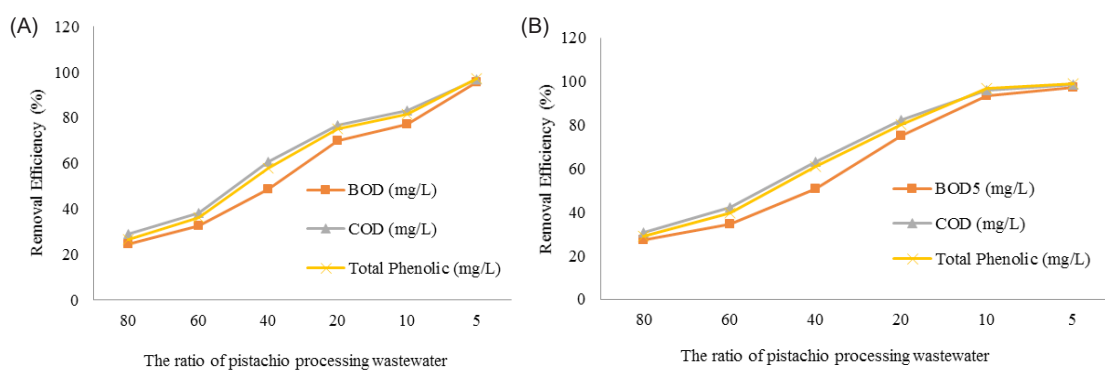 (A)
120
100
80
60
40
20
0
Removal Efficiency (%)
BOD (mg/L)
COD (mg/L)
Total Phenolic (mg/L)
80 60 40 20 10 5
The ratio of pistachio processing wastewater
(B)
120
100
80
60
40
20
0
Removal Efficiency (%)
BOD5 (mg/L)
COD (mg/L)
Total Phenolic (mg/L)
80 60 40 20 10 5
The ratio of pistachio processing wastewater